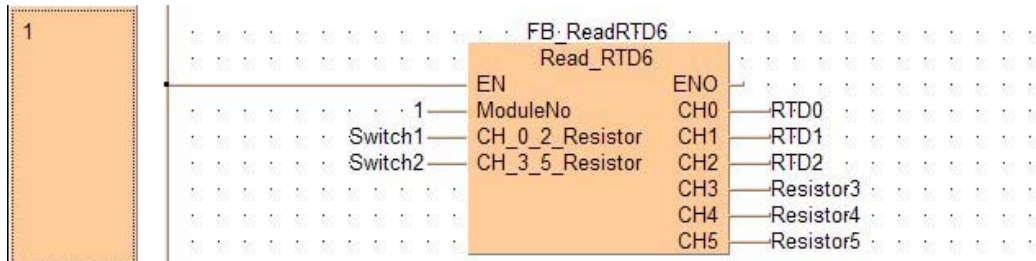 1
FB_ReadRTD6
Read_RTD6
EN ENO
1 ModuleNo CH0 RTD0
Switch1 CH_0_2_Resistor CH1 RTD1
Switch2 CH_3_5_Resistor CH2 RTD2
CH3 Resistor3
CH4 Resistor4
CH5 Resistor5